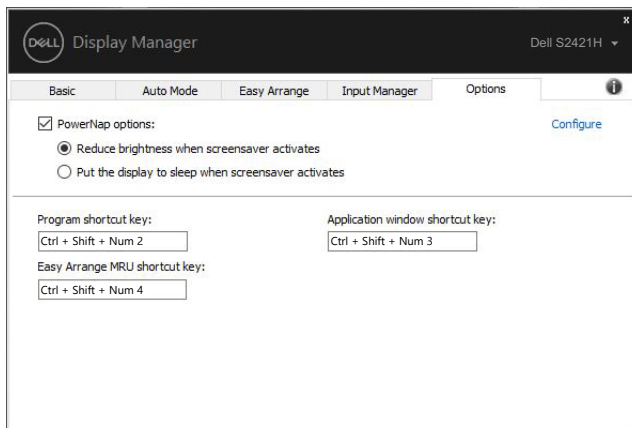 x
DELL Display Manager Dell S2421H
Basic Auto Mode Easy Arrange Input Manager Options i
PowerNap options: Configure
Reduce brightness when screensaver activates
Put the display to sleep when screensaver activates
Program shortcut key: Application window shortcut key:
Ctrl + Shift + Num 2 Ctrl + Shift + Num 3
Easy Arrange MRU shortcut key:
Ctrl + Shift + Num 4